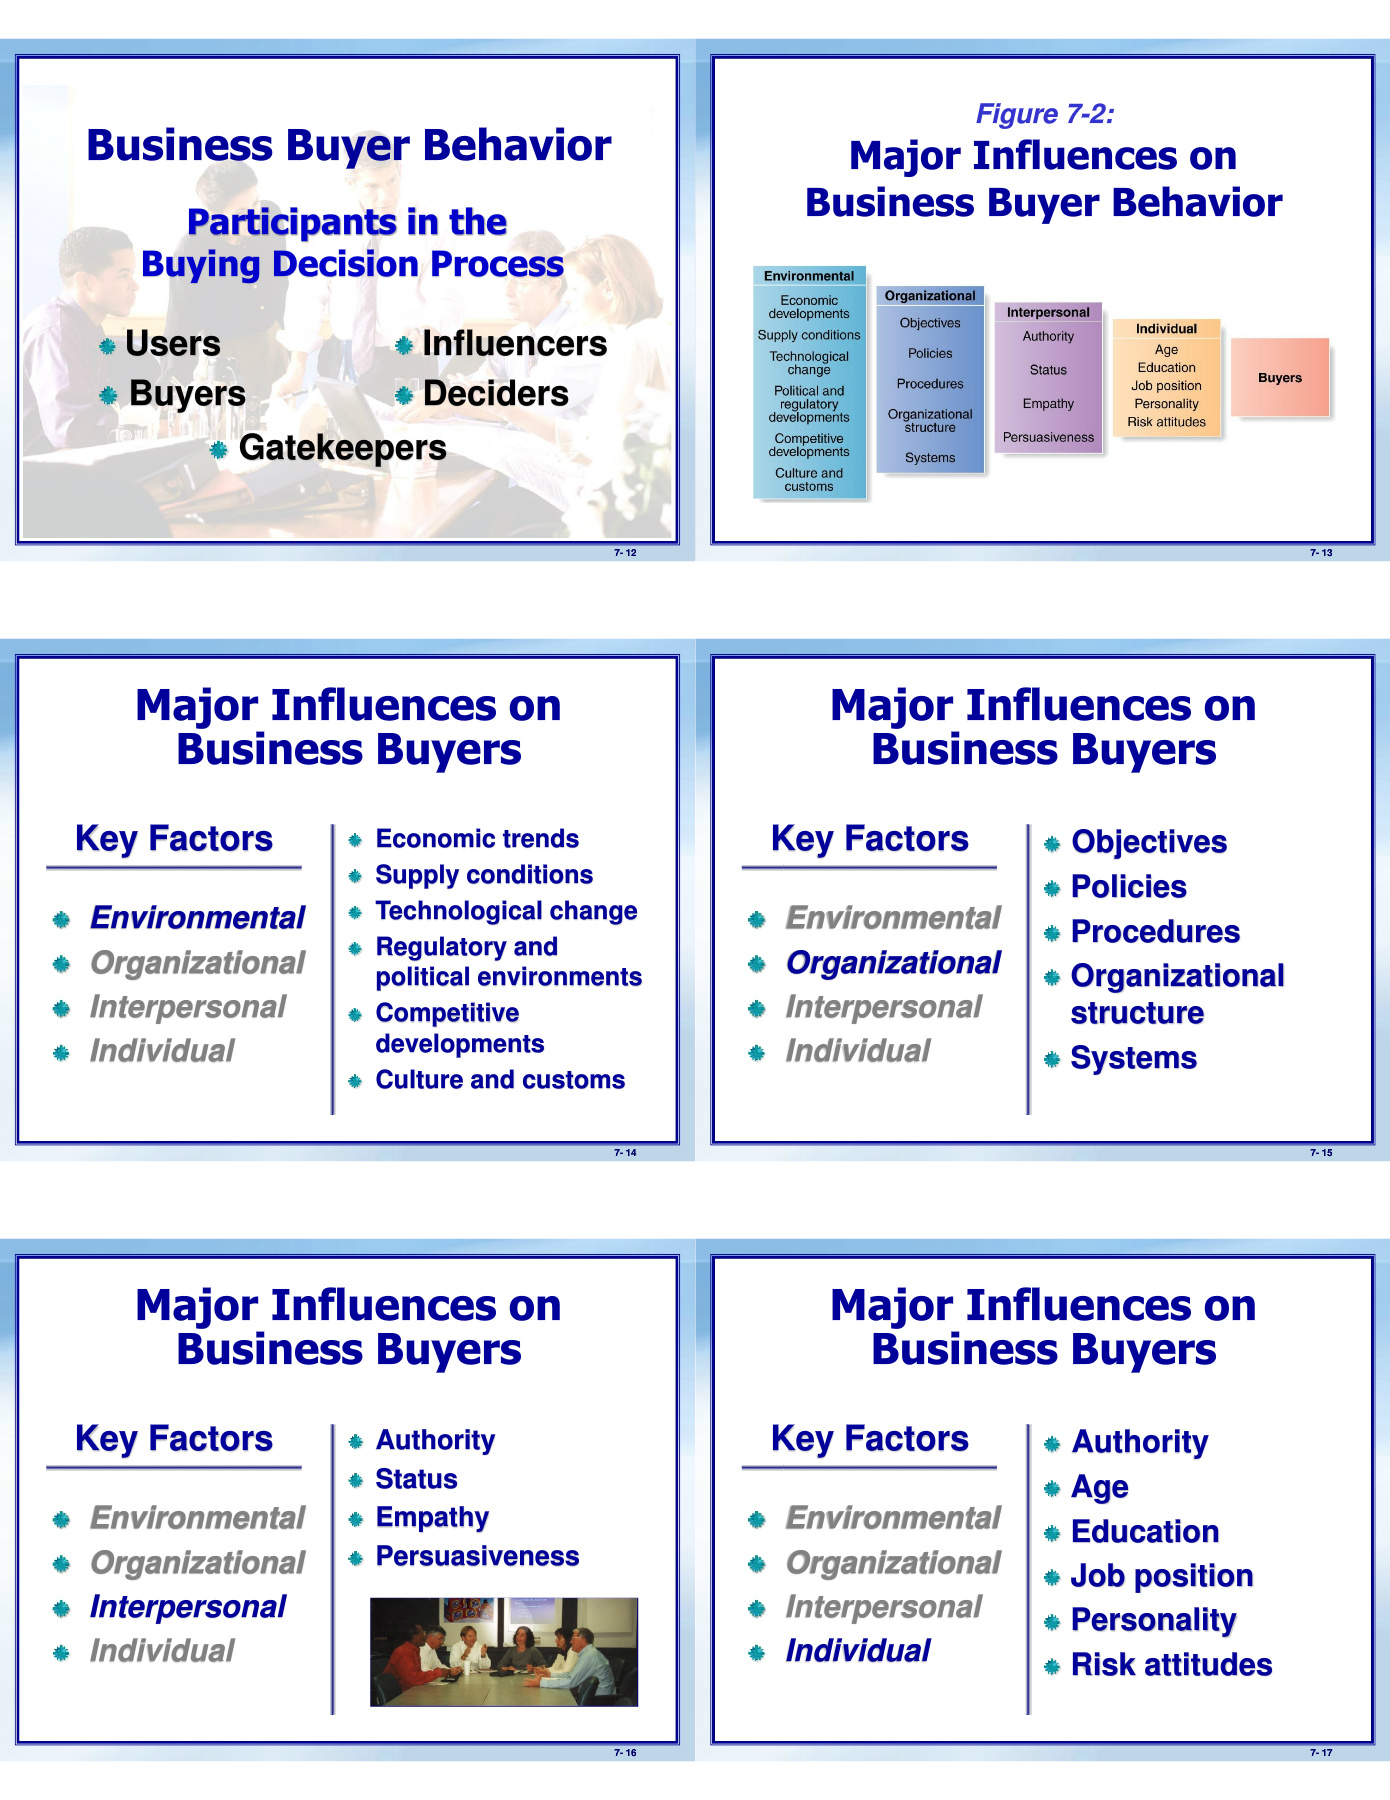 Business Buyer Behavior
Participants in the
Buying Decision Process
Users
Influencers
Buyers
Deciders
Gatekeepers
7- 12
Figure 7-2:
Major Influences on
Business Buyer Behavior
Environmental
Economic
developments
Supply conditions
Technological
change
Political and
regulatory
developments
Competitive
developments
Culture and
customs
Organizational
Objectives
Policies
Procedures
Organizational
structure
Systems
Interpersonal
Authority
Status
Empathy
Persuasiveness
Individual
Age
Education
Job position
Personality
Risk attitudes
Buyers
7- 13
Major Influences on
Business Buyers
Key Factors
Environmental
Organizational
Interpersonal
Individual
Economic trends
Supply conditions
Technological change
Regulatory and
political environments
Competitive
developments
Culture and customs
7- 14
Major Influences on
Business Buyers
Key Factors
Environmental
Organizational
Interpersonal
Individual
Objectives
Policies
Procedures
Organizational
structure
Systems
7- 15
Major Influences on
Business Buyers
Key Factors
Environmental
Organizational
Interpersonal
Individual
Authority
Status
Empathy
Persuasiveness
7- 16
Major Influences on
Business Buyers
Key Factors
Environmental
Organizational
Interpersonal
Individual
Authority
Age
Education
Job position
Personality
Risk attitudes
7- 17